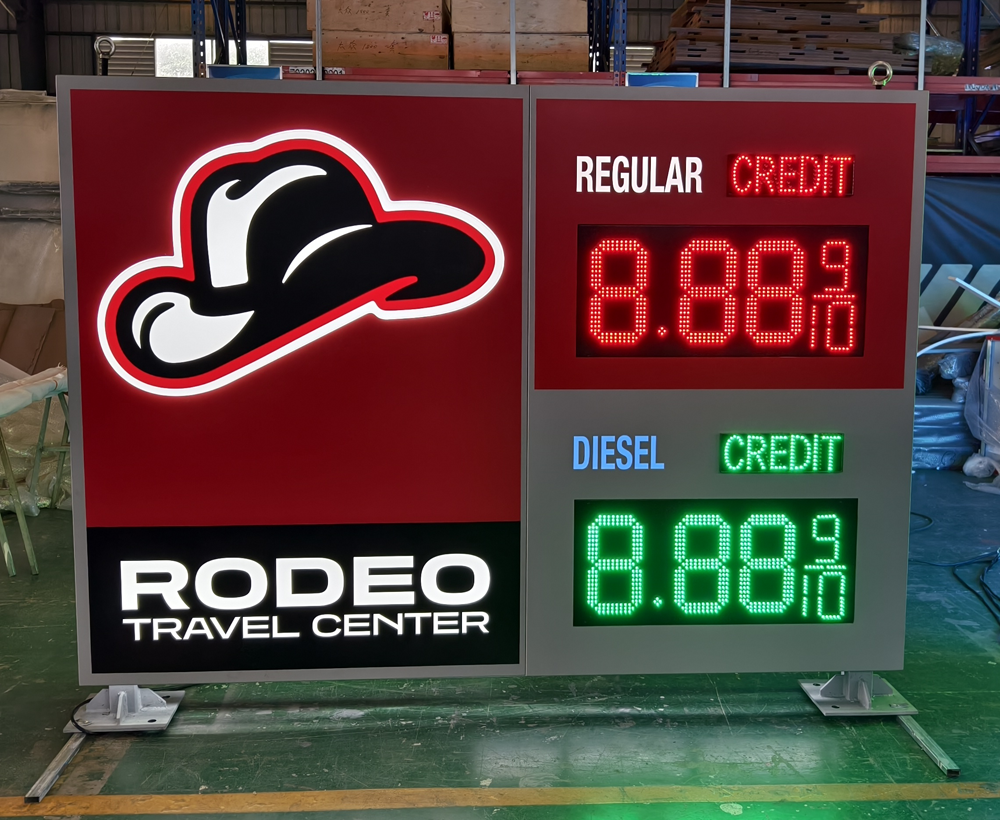 RODEO
TRAVEL CENTER
REGULAR CREDIT
8.88 9/10
DIESEL CREDIT
8.88 9/10